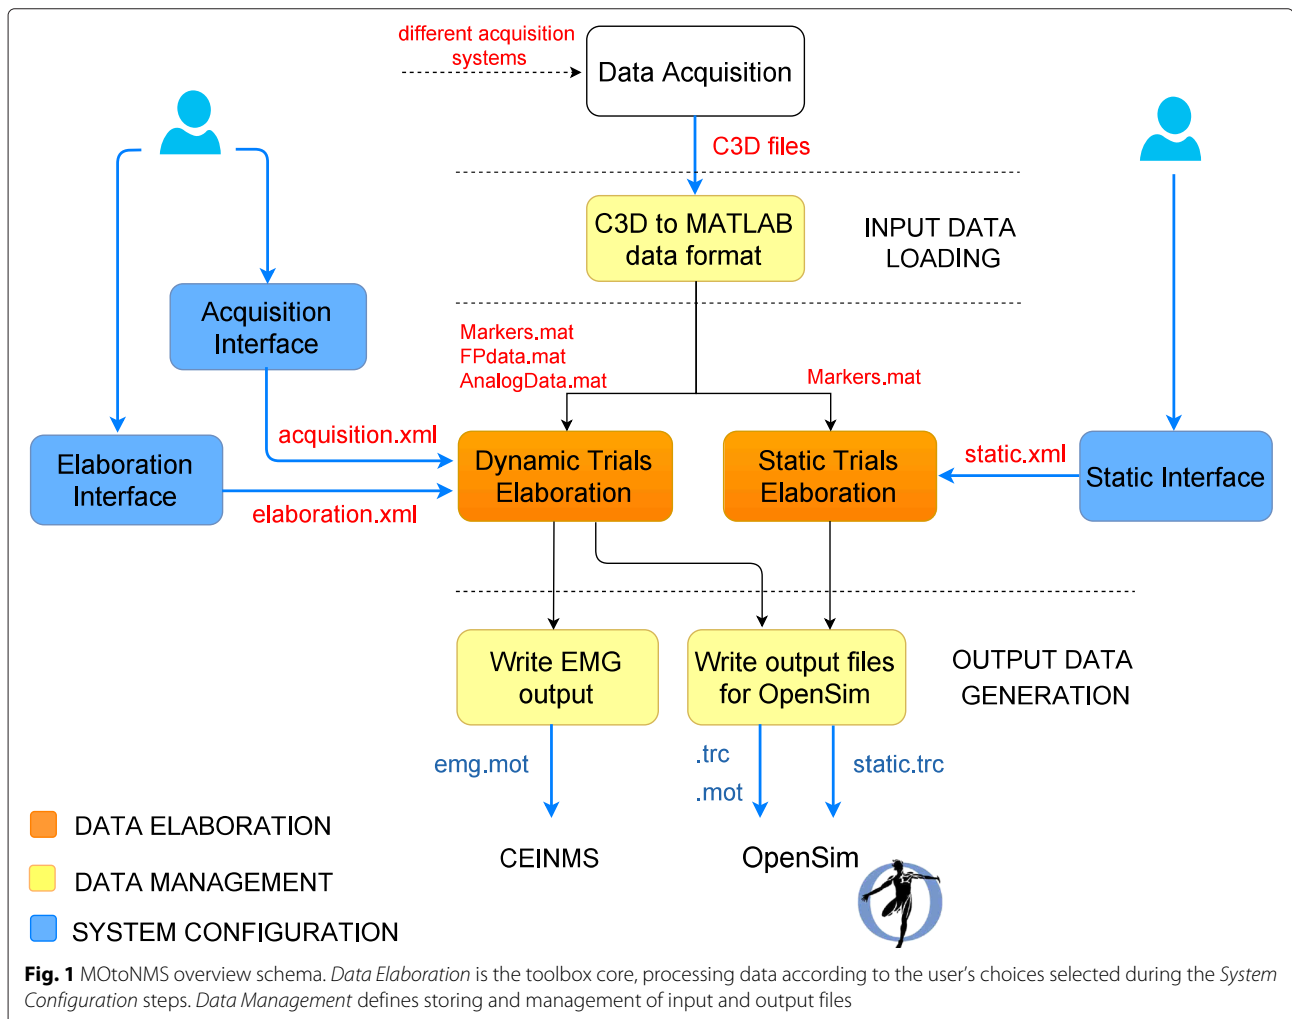 different acquisition
systems
Data Acquisition
C3D files
C3D to MATLAB
data format
INPUT DATA
LOADING
Acquisition
Interface
Markers.mat
FPdata.mat
AnalogData.mat
Markers.mat
acquisition.xml
Elaboration
Interface
elaboration.xml
Dynamic Trials
Elaboration
Static Trials
Elaboration
static.xml
Static Interface
Write EMG
output
Write output files
for OpenSim
OUTPUT DATA
GENERATION
emg.mot
.trc
.mot
static.trc
CEINMS
OpenSim
DATA ELABORATION
DATA MANAGEMENT
SYSTEM CONFIGURATION
Fig. 1 MOtoNMS overview schema. Data Elaboration is the toolbox core, processing data according to the user's choices selected during the System
Configuration steps. Data Management defines storing and management of input and output files